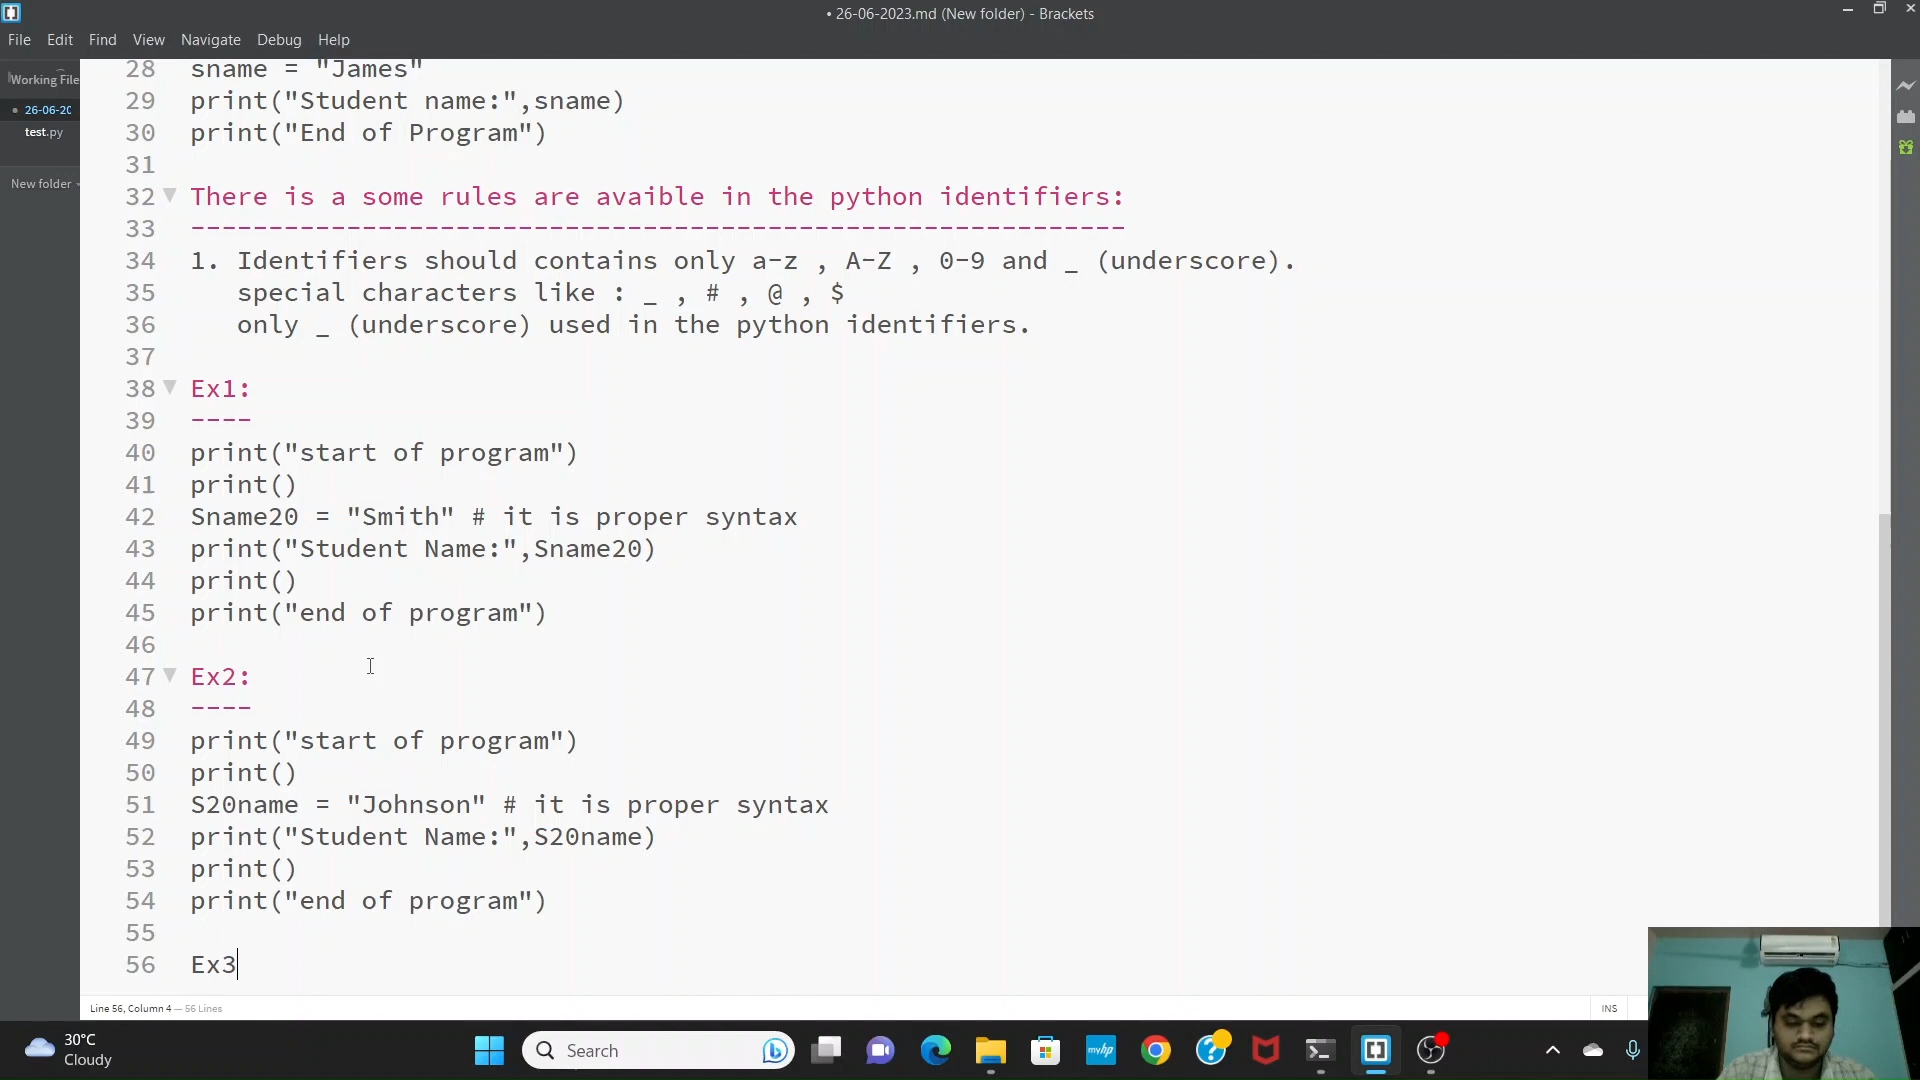 • 26-06-2023.md (New folder) - Brackets
File Edit Find View Navigate Debug Help
Working File
26-06-20
test.py
New folder
28 sname = "James"
29 print("Student name:",sname)
30 print("End of Program")
31
32 There is a some rules are avaible in the python identifiers:
33 ------------------------------------------------------------
34 1. Identifiers should contains only a-z , A-Z , 0-9 and _ (underscore).
35 special characters like : _ , # , @ , $
36 only _ (underscore) used in the python identifiers.
37
38 Ex1:
39 ----
40 print("start of program")
41 print()
42 Sname20 = "Smith" # it is proper syntax
43 print("Student Name:",Sname20)
44 print()
45 print("end of program")
46
47 Ex2:
48 ----
49 print("start of program")
50 print()
51 S20name = "Johnson" # it is proper syntax
52 print("Student Name:",S20name)
53 print()
54 print("end of program")
55
56 Ex3
Line 56, Column 4 — 56 Lines
INS
30°C
Cloudy
Search
myhp